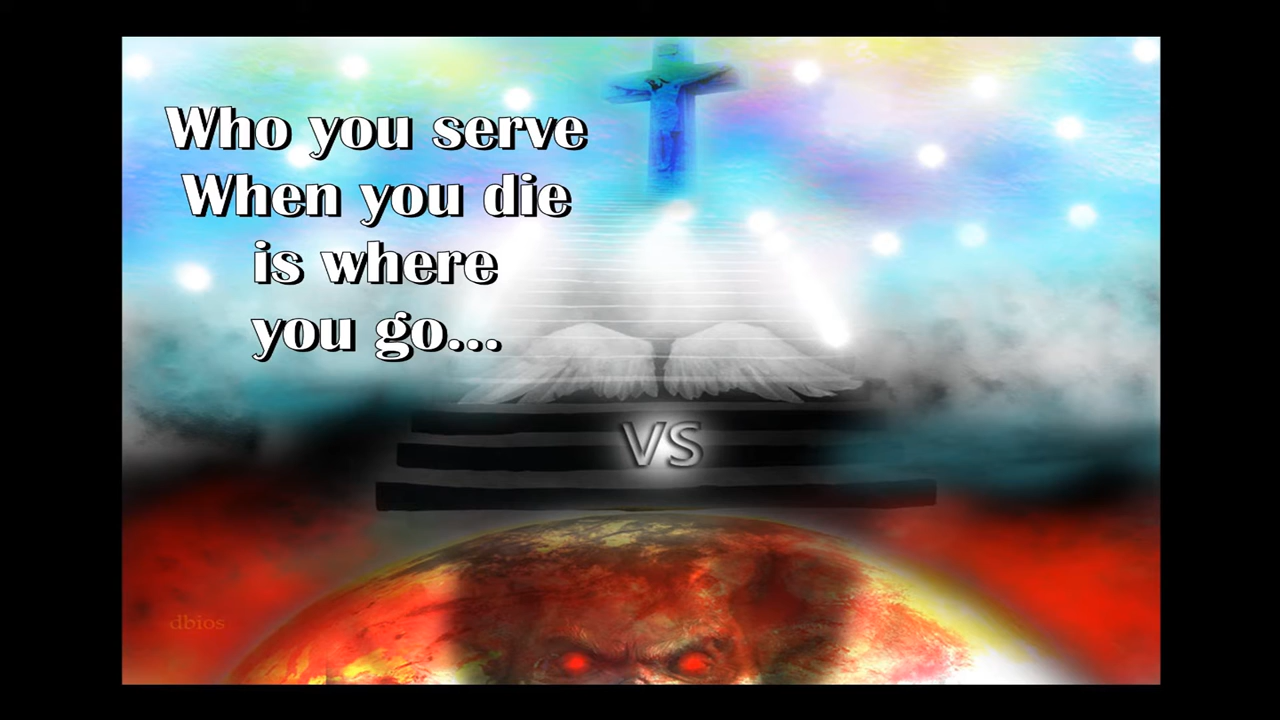 Who you serve
When you die
is where
you go...
VS
dbios